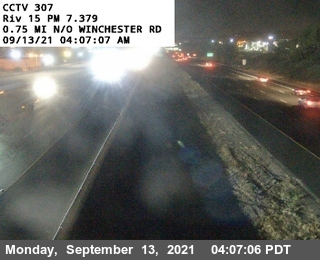 CCTV 307
Riv 15 PM 7.379
0.75 MI N/O WINCHESTER RD
09/13/21 04:07:07 AM
Monday, September 13, 2021 04:07:06 PDT